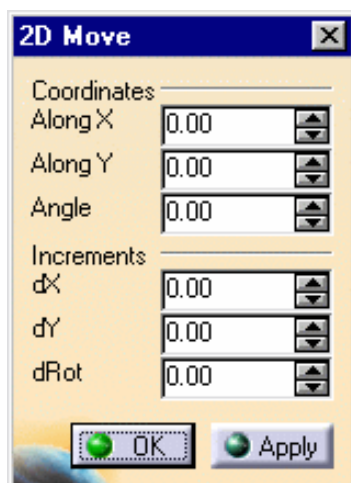 2D Move
Coordinates
Along X 0.00
Along Y 0.00
Angle 0.00
Increments
dX 0.00
dY 0.00
dRot 0.00
OK Apply